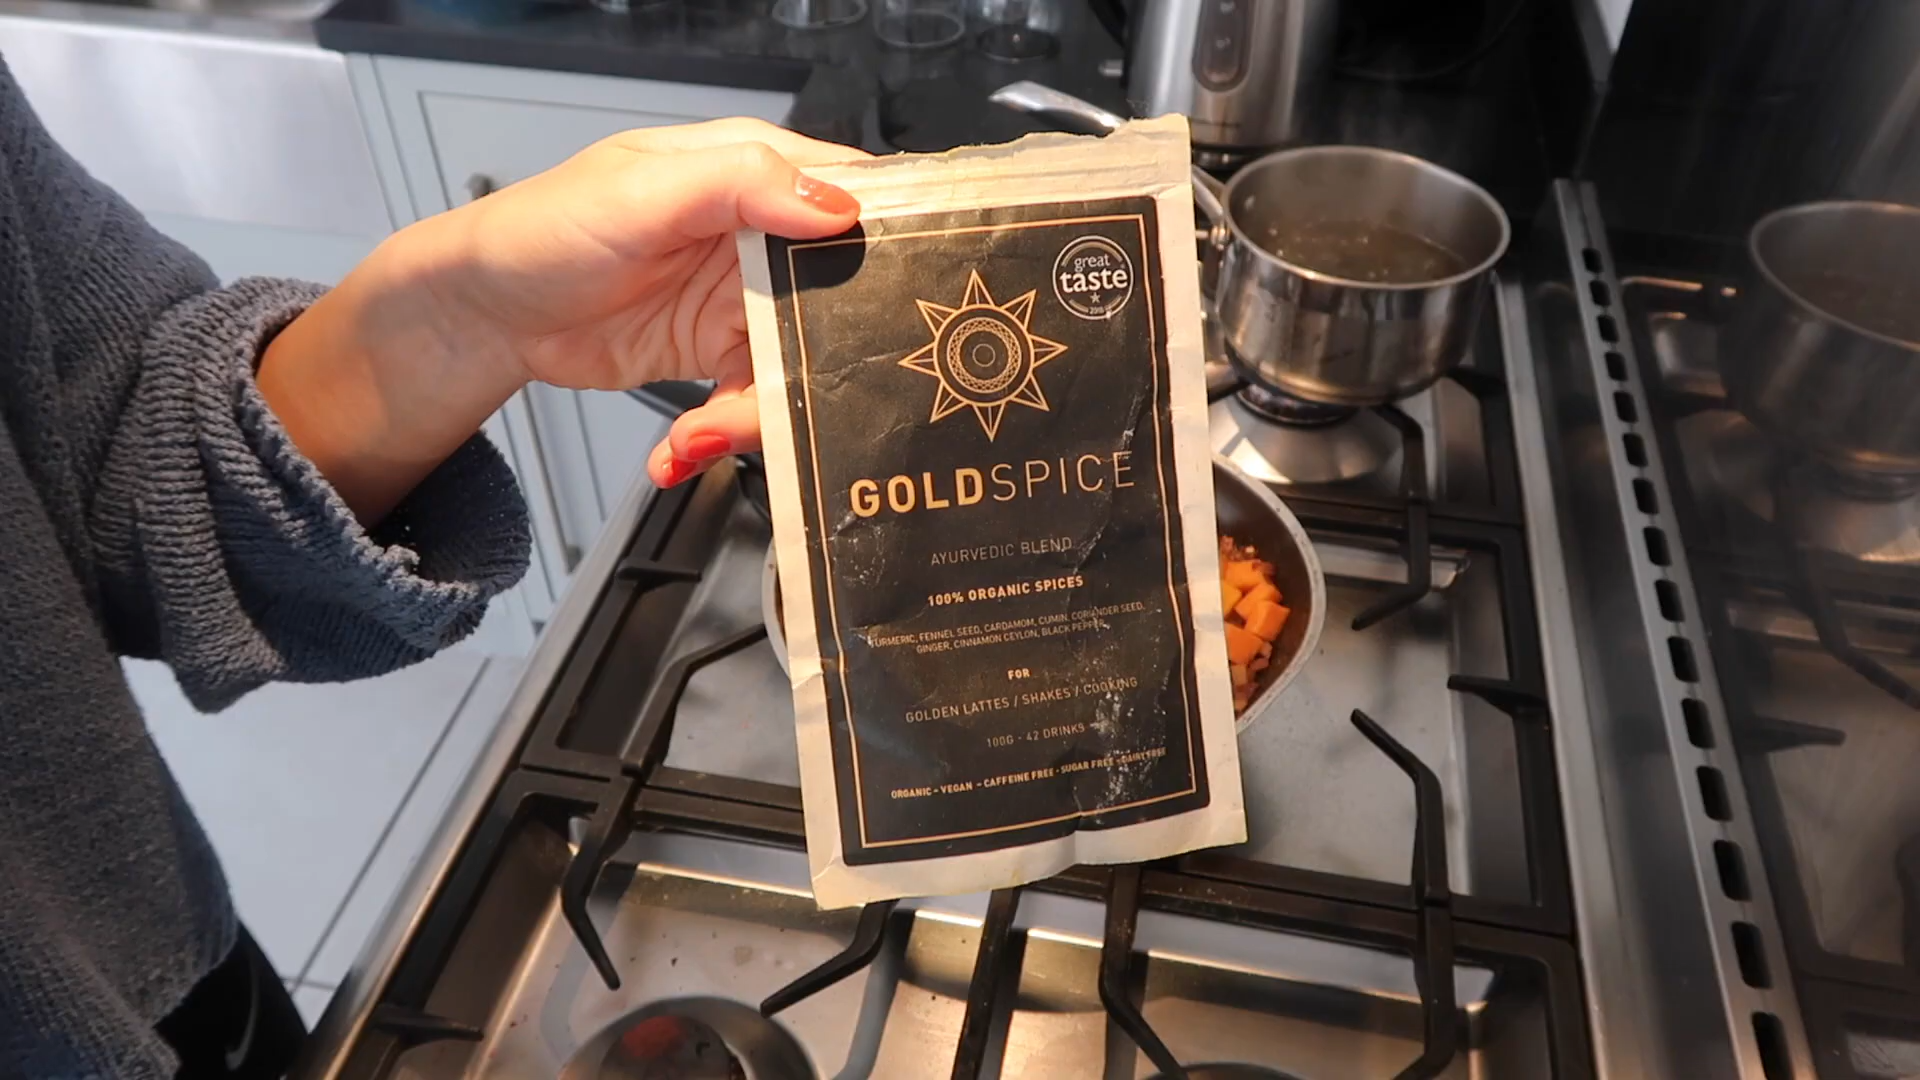 great
taste
2018
GOLDSPICE
AYURVEDIC BLEND
100% ORGANIC SPICES
TURMERIC, FENNEL SEED, CARDAMOM, CUMIN, CORIANDER SEED,
GINGER, CINNAMON CEYLON, BLACK PEPPER
FOR
GOLDEN LATTES / SHAKES / COOKING
100G - 42 DRINKS
ORGANIC - VEGAN - CAFFEINE FREE - SUGAR FREE - DAIRY FREE